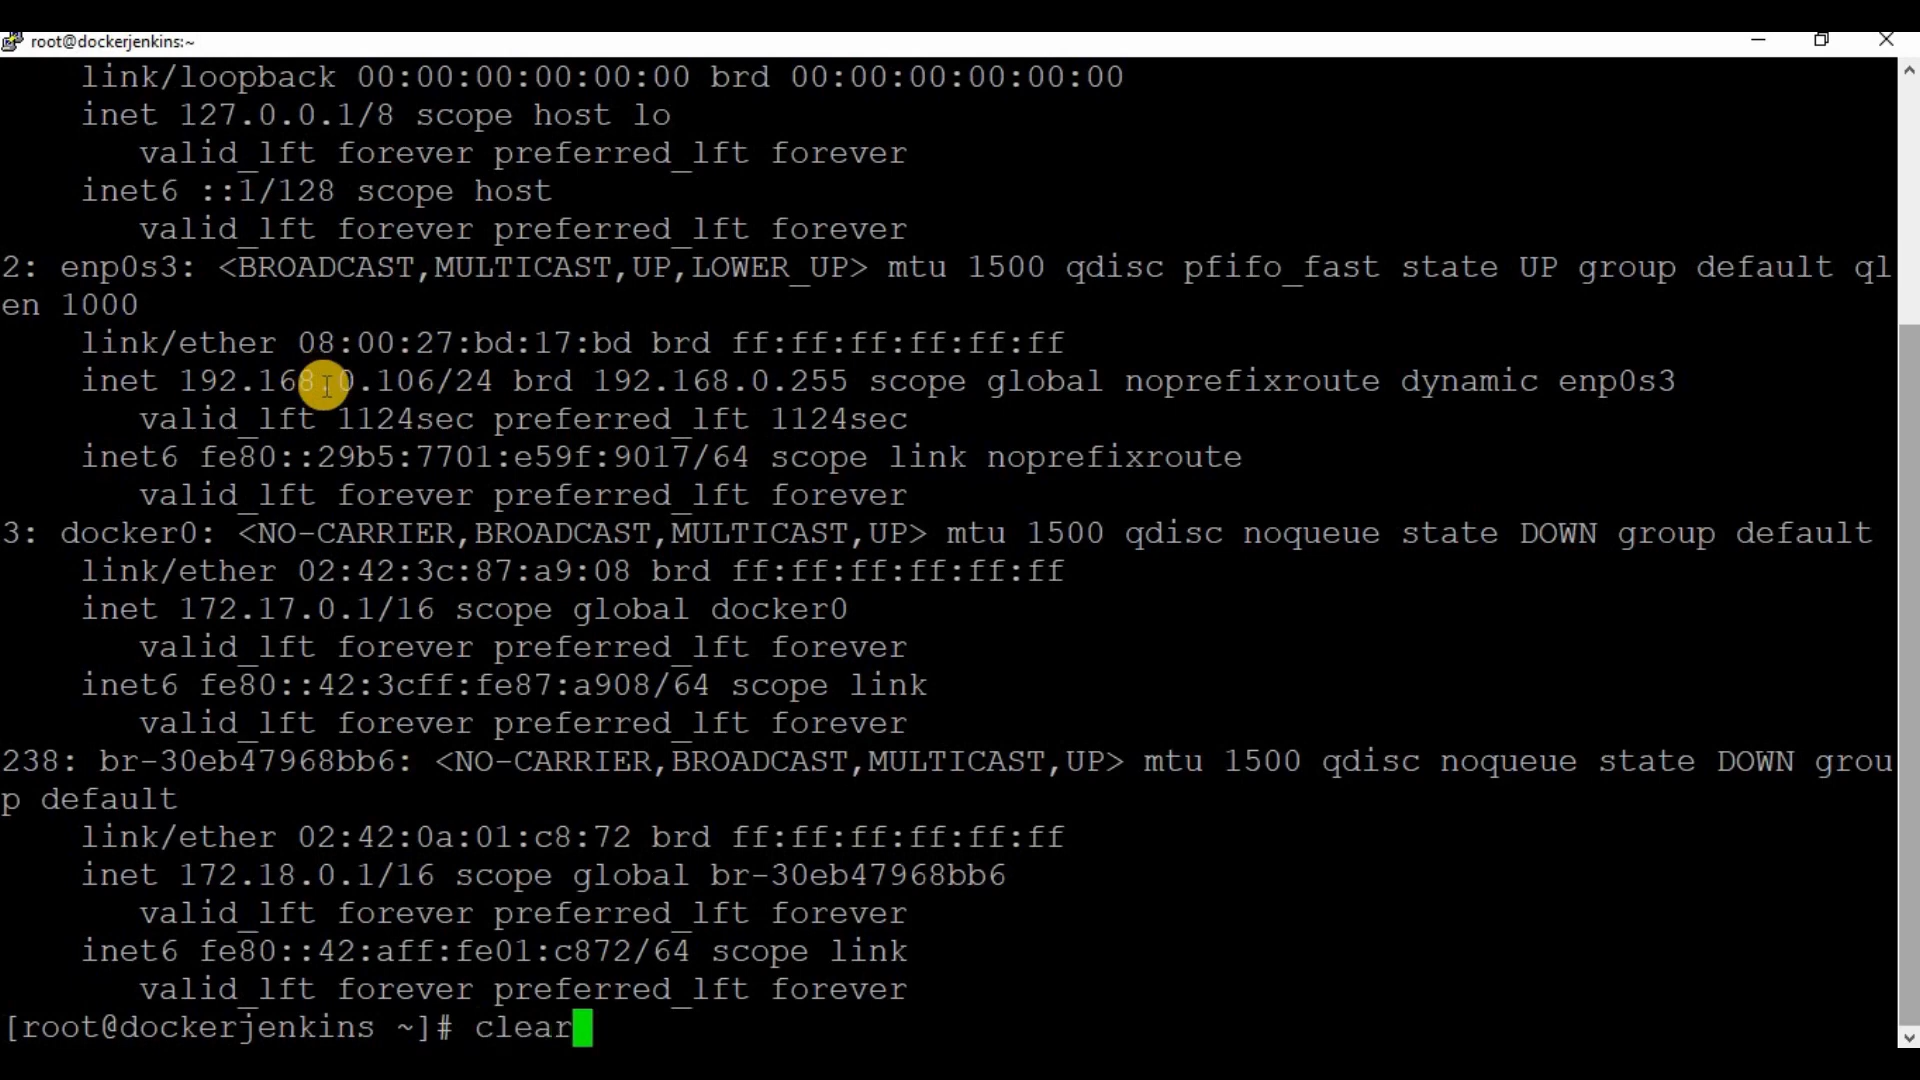 root@dockerjenkins:~
link/loopback 00:00:00:00:00:00 brd 00:00:00:00:00:00
inet 127.0.0.1/8 scope host lo
valid_lft forever preferred_lft forever
inet6 ::1/128 scope host
valid_lft forever preferred_lft forever
2: enp0s3: <BROADCAST,MULTICAST,UP,LOWER_UP> mtu 1500 qdisc pfifo_fast state UP group default ql
en 1000
link/ether 08:00:27:bd:17:bd brd ff:ff:ff:ff:ff:ff
inet 192.168.0.106/24 brd 192.168.0.255 scope global noprefixroute dynamic enp0s3
valid_lft 1124sec preferred_lft 1124sec
inet6 fe80::29b5:7701:e59f:9017/64 scope link noprefixroute
valid_lft forever preferred_lft forever
3: docker0: <NO-CARRIER,BROADCAST,MULTICAST,UP> mtu 1500 qdisc noqueue state DOWN group default
link/ether 02:42:3c:87:a9:08 brd ff:ff:ff:ff:ff:ff
inet 172.17.0.1/16 scope global docker0
valid_lft forever preferred_lft forever
inet6 fe80::42:3cff:fe87:a908/64 scope link
valid_lft forever preferred_lft forever
238: br-30eb47968bb6: <NO-CARRIER,BROADCAST,MULTICAST,UP> mtu 1500 qdisc noqueue state DOWN grou
p default
link/ether 02:42:0a:01:c8:72 brd ff:ff:ff:ff:ff:ff
inet 172.18.0.1/16 scope global br-30eb47968bb6
valid_lft forever preferred_lft forever
inet6 fe80::42:aff:fe01:c872/64 scope link
valid_lft forever preferred_lft forever
[root@dockerjenkins ~]# clear